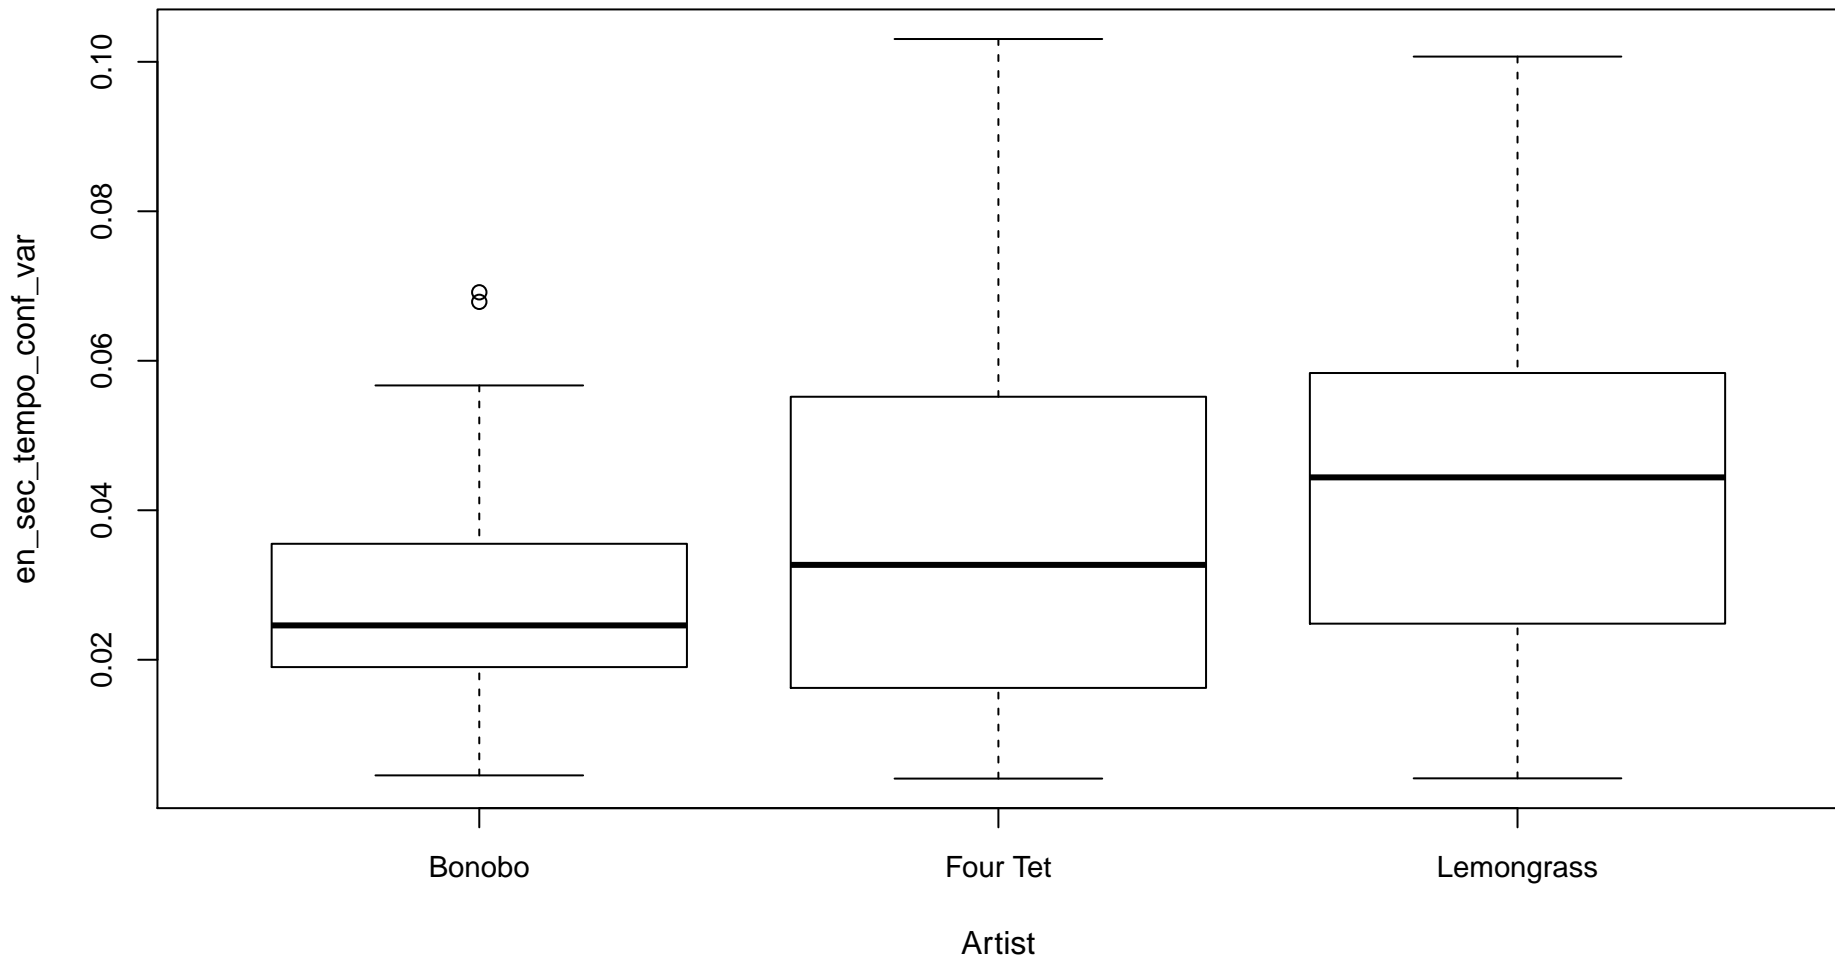 en_sec_tempo_conf_var
0.10
0.08
0.06
0.04
0.02
Bonobo Four Tet Lemongrass
Artist